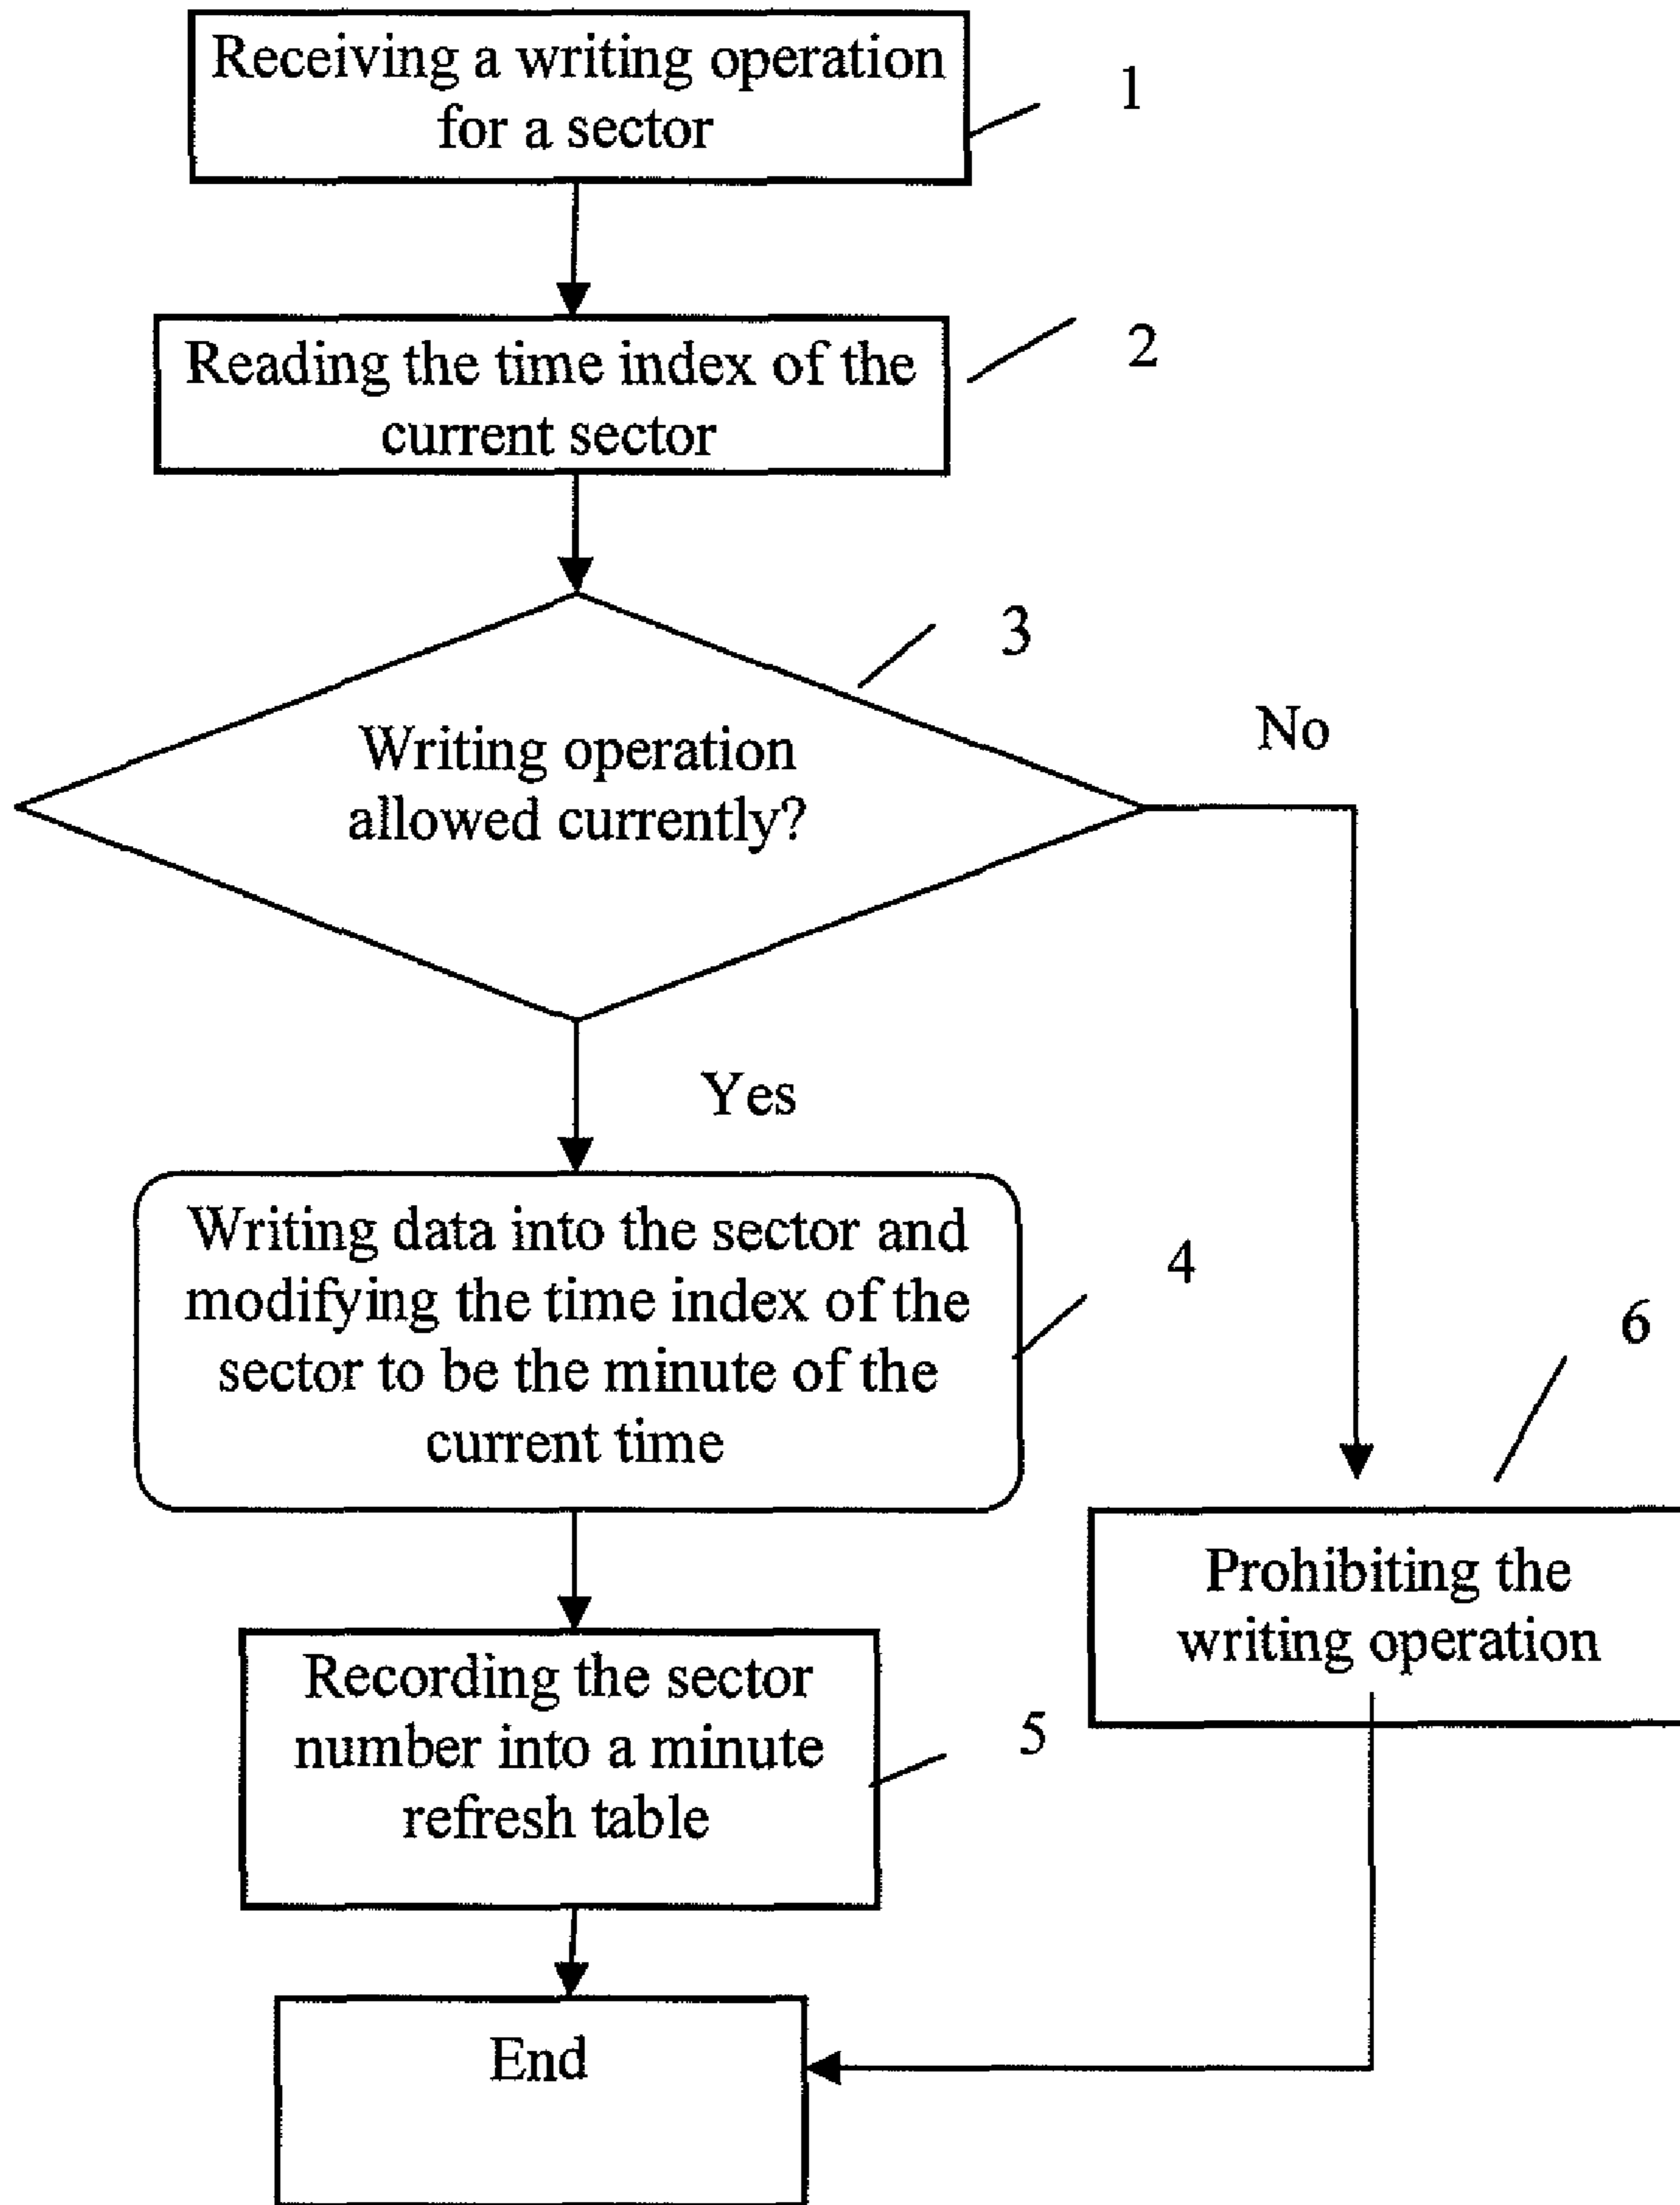 Receiving a writing operation
for a sector
1
Reading the time index of the
current sector
2
3
Writing operation
allowed currently?
No
Yes
Writing data into the sector and
modifying the time index of the
sector to be the minute of the
current time
4
6
Prohibiting the
writing operation
Recording the sector
number into a minute
refresh table
5
End